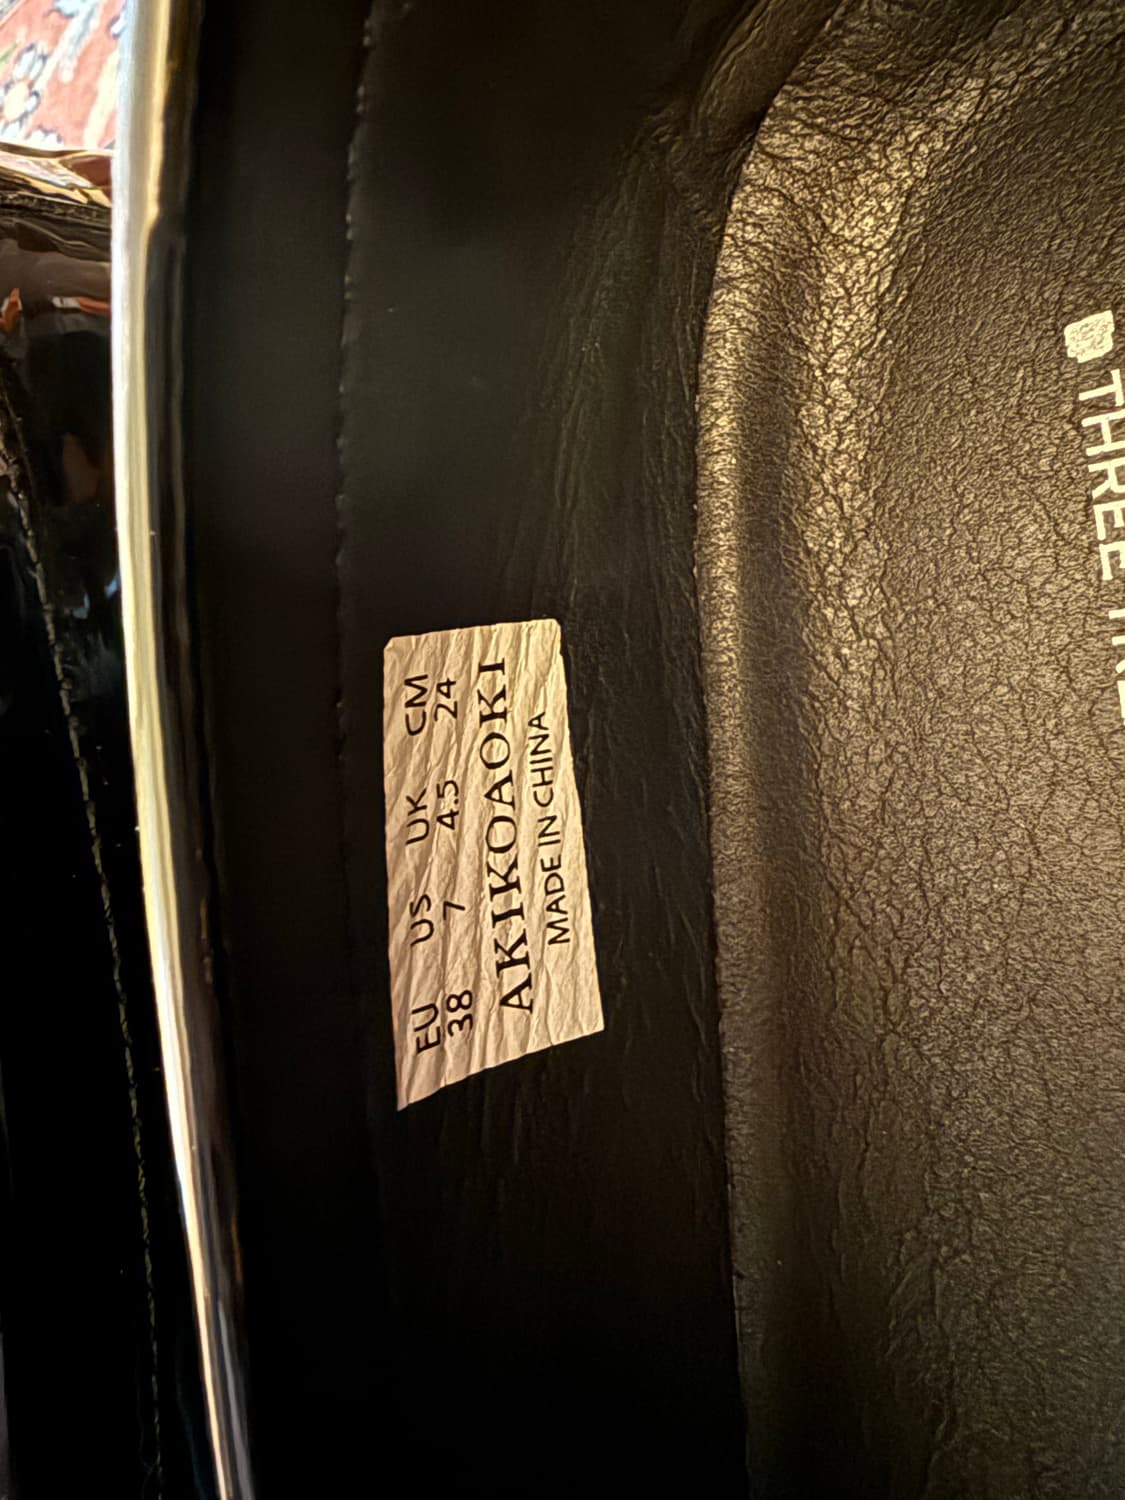 EU US UK CM
38 7 4.5 24
AKIKOAOKI
MADE IN CHINA
THREE